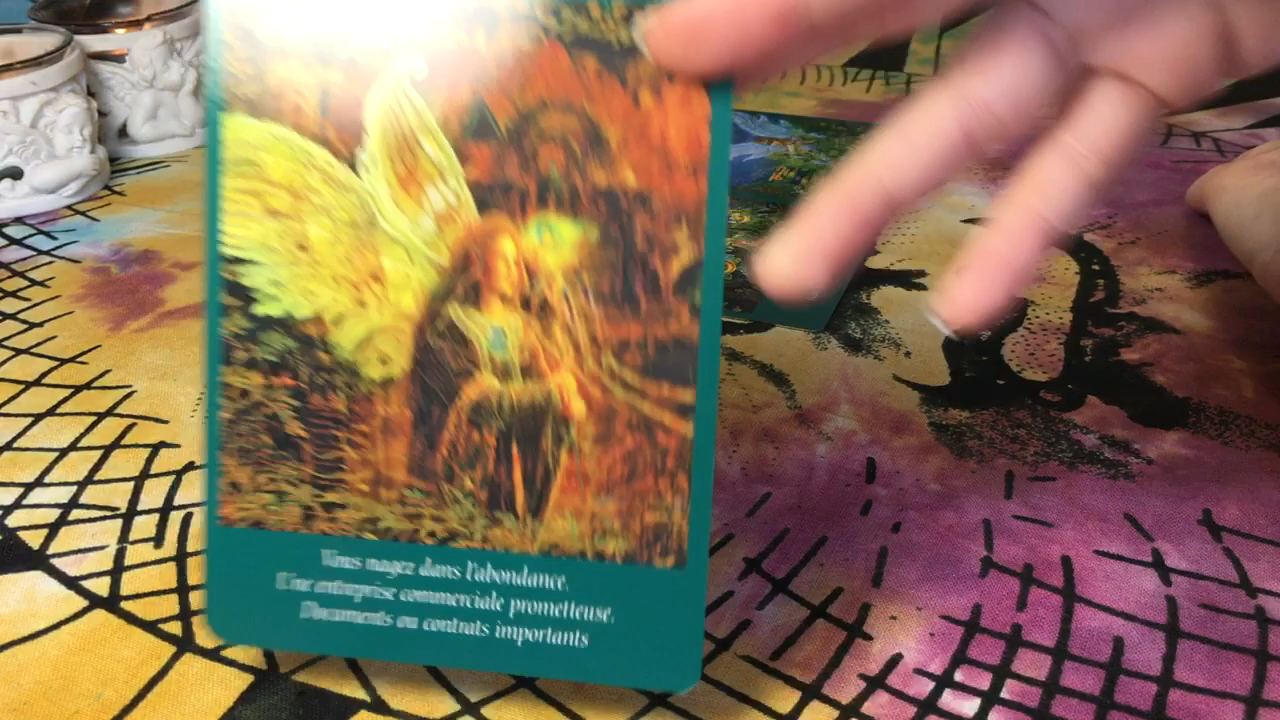 Vous nagez dans l'abondance.
Une entreprise commerciale prometteuse.
Documents ou contrats importants